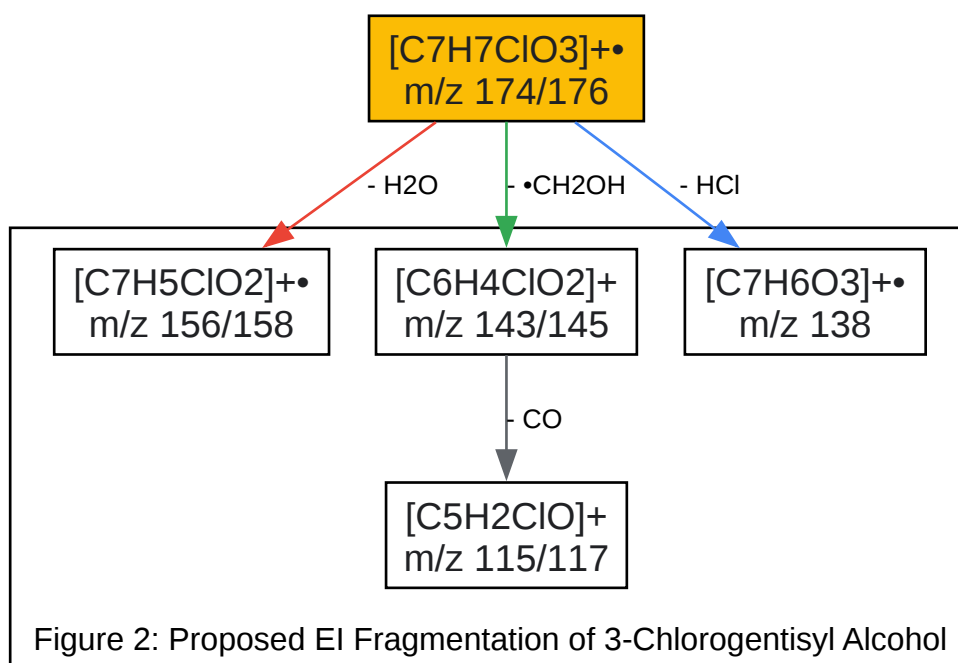 [C7H7ClO3]+•
m/z 174/176
- H2O
- •CH2OH
- HCl
[C7H5ClO2]+•
m/z 156/158
[C6H4ClO2]+
m/z 143/145
[C7H6O3]+•
m/z 138
- CO
[C5H2ClO]+
m/z 115/117
Figure 2: Proposed EI Fragmentation of 3-Chlorogentisyl Alcohol